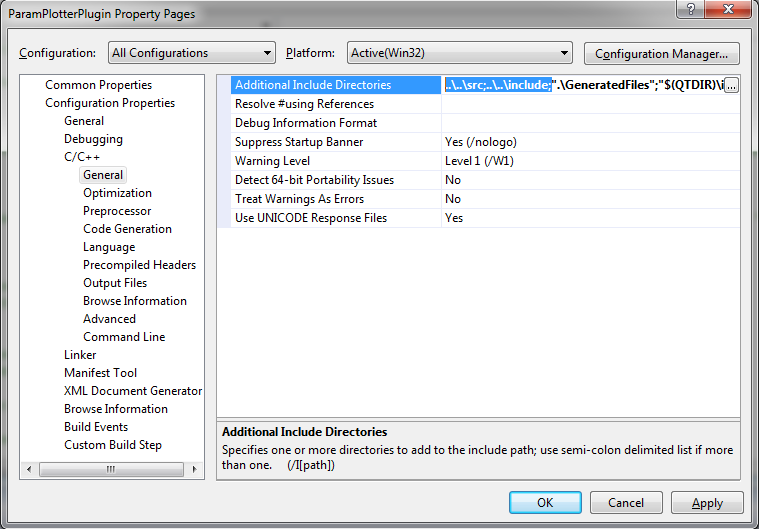 ParamPlotterPlugin Property Pages
Configuration: All Configurations Platform: Active(Win32) Configuration Manager...
Common Properties
Configuration Properties
General
Debugging
C/C++
General
Optimization
Preprocessor
Code Generation
Language
Precompiled Headers
Output Files
Browse Information
Advanced
Command Line
Linker
Manifest Tool
XML Document Generator
Browse Information
Build Events
Custom Build Step
Additional Include Directories ..\..\src;..\..\include;".\GeneratedFiles";"$(QTDIR)\i ...
Resolve #using References
Debug Information Format
Suppress Startup Banner Yes (/nologo)
Warning Level Level 1 (/W1)
Detect 64-bit Portability Issues No
Treat Warnings As Errors No
Use UNICODE Response Files Yes
Additional Include Directories
Specifies one or more directories to add to the include path; use semi-colon delimited list if more
than one. (/I[path])
OK Cancel Apply